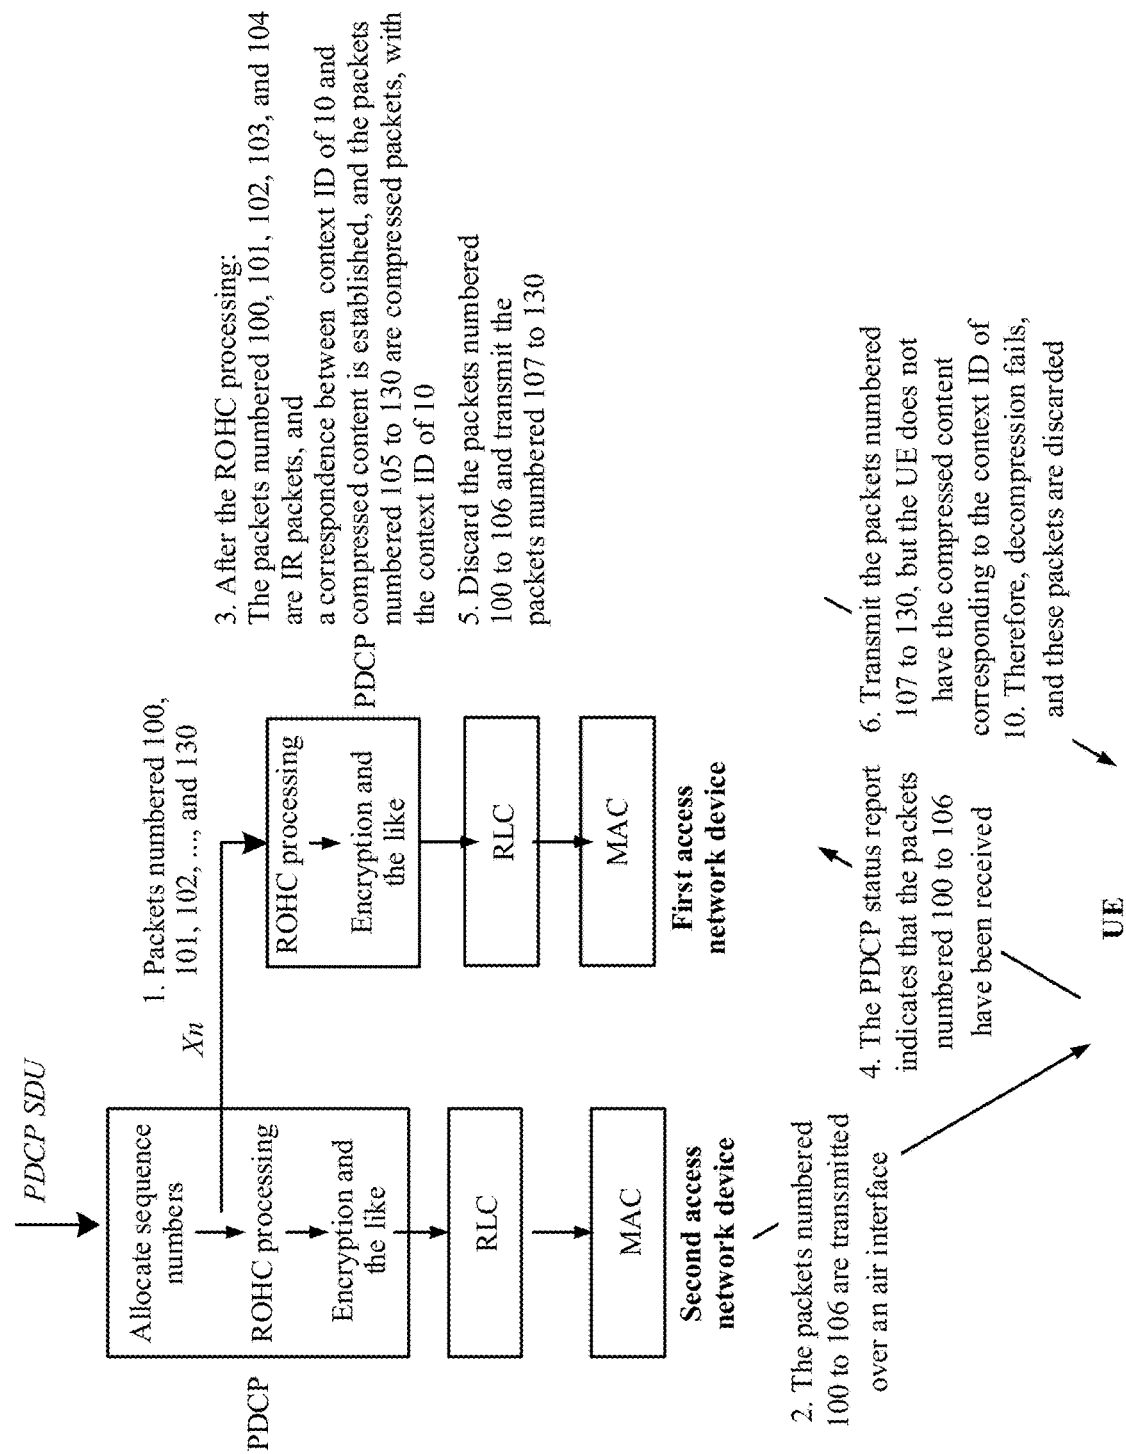 PDCP SDU
PDCP
Allocate sequence
numbers
ROHC processing
Encryption and
the like
RLC
MAC
Second access
network device
Xn
1. Packets numbered 100,
101, 102, ..., and 130
ROHC processing
Encryption and
the like
PDCP
RLC
MAC
First access
network device
2. The packets numbered
100 to 106 are transmitted
over an air interface
3. After the ROHC processing:
The packets numbered 100, 101, 102, 103, and 104
are IR packets, and
a correspondence between context ID of 10 and
compressed content is established, and the packets
numbered 105 to 130 are compressed packets, with
the context ID of 10
4. The PDCP status report
indicates that the packets
numbered 100 to 106
have been received
5. Discard the packets numbered
100 to 106 and transmit the
packets numbered 107 to 130
6. Transmit the packets numbered
107 to 130, but the UE does not
have the compressed content
corresponding to the context ID of
10. Therefore, decompression fails,
and these packets are discarded
UE